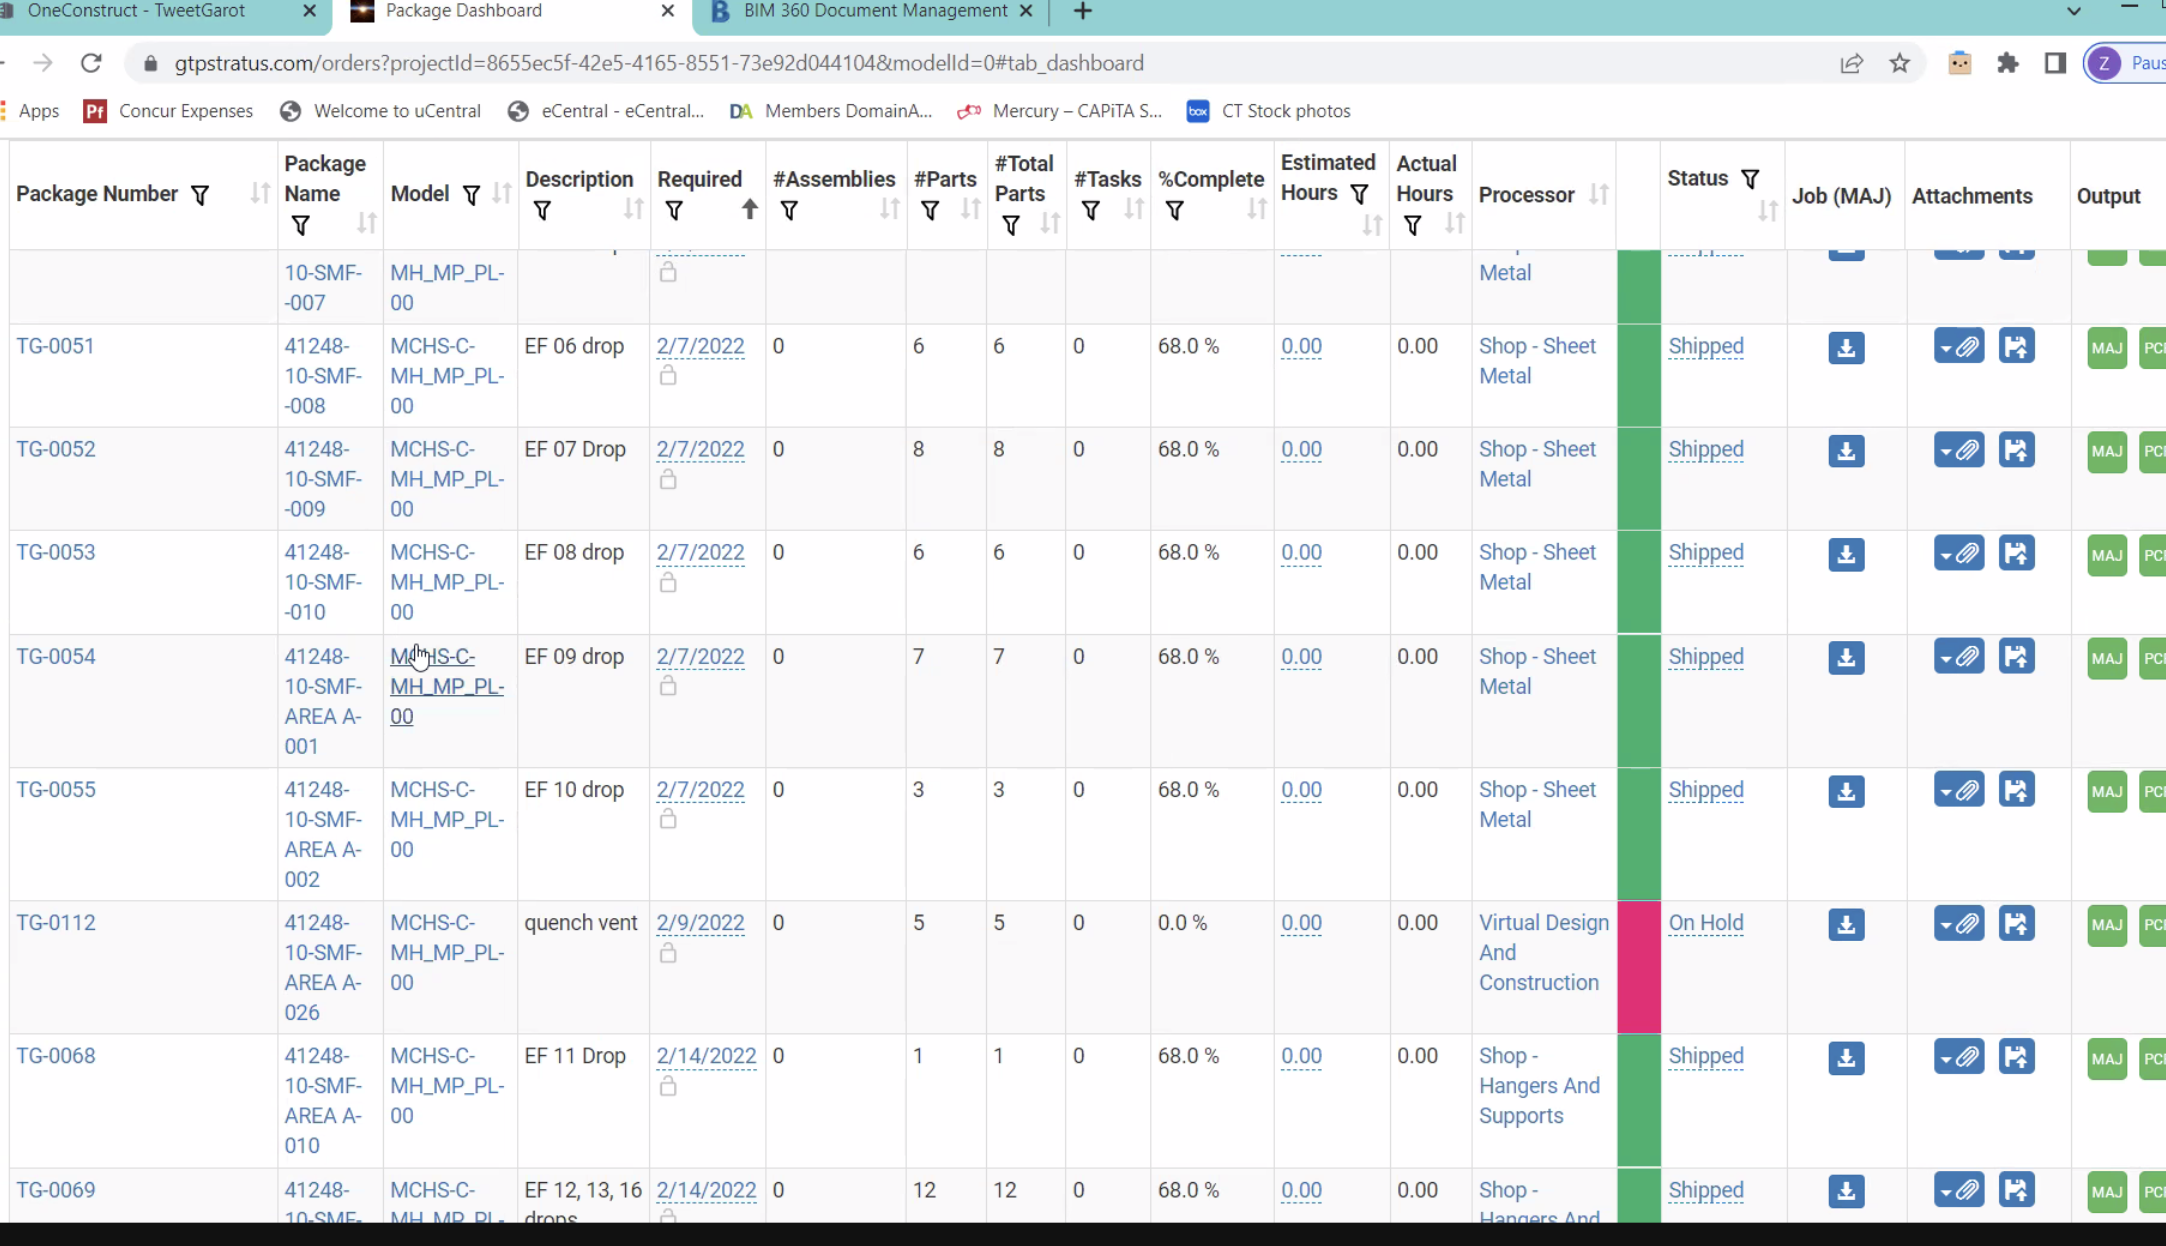 OneConstruct - TweetGarot
Package Dashboard
BIM 360 Document Management
gtpstratus.com/orders?projectId=8655ec5f-42e5-4165-8551-73e92d044104&modelId=0#tab_dashboard
Z
Apps
Pf Concur Expenses
Welcome to uCentral
eCentral - eCentral...
DA Members DomainA...
Mercury – CAPiTA S...
box CT Stock photos
Package Number
Package
Name
Model
Description
Required
#Assemblies
#Parts
#Total
Parts
#Tasks
%Complete
Estimated
Hours
Actual
Hours
Processor
Status
Job (MAJ)
Attachments
Output
10-SMF-
-007
MH_MP_PL-
00
Metal
TG-0051
41248-
10-SMF-
-008
MCHS-C-
MH_MP_PL-
00
EF 06 drop
2/7/2022
0
6
6
0
68.0 %
0.00
0.00
Shop - Sheet
Metal
Shipped
MAJ
TG-0052
41248-
10-SMF-
-009
MCHS-C-
MH_MP_PL-
00
EF 07 Drop
2/7/2022
0
8
8
0
68.0 %
0.00
0.00
Shop - Sheet
Metal
Shipped
MAJ
TG-0053
41248-
10-SMF-
-010
MCHS-C-
MH_MP_PL-
00
EF 08 drop
2/7/2022
0
6
6
0
68.0 %
0.00
0.00
Shop - Sheet
Metal
Shipped
MAJ
TG-0054
41248-
10-SMF-
AREA A-
001
MCHS-C-
MH_MP_PL-
00
EF 09 drop
2/7/2022
0
7
7
0
68.0 %
0.00
0.00
Shop - Sheet
Metal
Shipped
MAJ
TG-0055
41248-
10-SMF-
AREA A-
002
MCHS-C-
MH_MP_PL-
00
EF 10 drop
2/7/2022
0
3
3
0
68.0 %
0.00
0.00
Shop - Sheet
Metal
Shipped
MAJ
TG-0112
41248-
10-SMF-
AREA A-
026
MCHS-C-
MH_MP_PL-
00
quench vent
2/9/2022
0
5
5
0
0.0 %
0.00
0.00
Virtual Design
And
Construction
On Hold
MAJ
TG-0068
41248-
10-SMF-
AREA A-
010
MCHS-C-
MH_MP_PL-
00
EF 11 Drop
2/14/2022
0
1
1
0
68.0 %
0.00
0.00
Shop -
Hangers And
Supports
Shipped
MAJ
TG-0069
41248-
10-SMF-
MCHS-C-
MH_MP_PL-
EF 12, 13, 16
drops
2/14/2022
0
12
12
0
68.0 %
0.00
0.00
Shop -
Hangers And
Shipped
MAJ